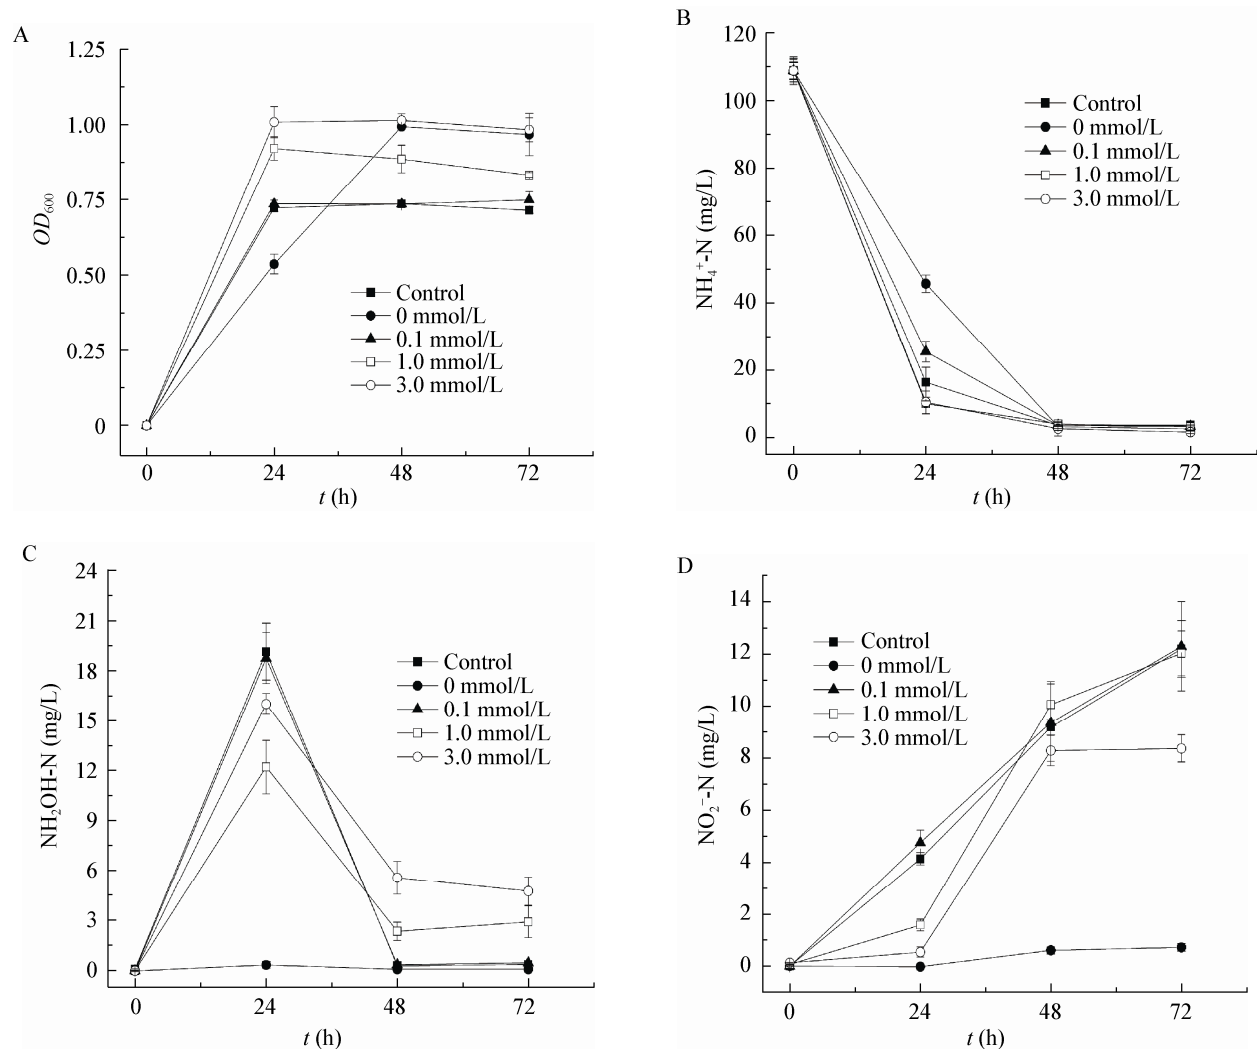 A
1.25
1.00
0.75
0.50
0.25
0
OD600
Control
0 mmol/L
0.1 mmol/L
1.0 mmol/L
3.0 mmol/L
0 24 48 72
t (h)
B
120
100
80
60
40
20
0
NH4+-N (mg/L)
Control
0 mmol/L
0.1 mmol/L
1.0 mmol/L
3.0 mmol/L
0 24 48 72
t (h)
C
24
21
18
15
12
9
6
3
0
NH2OH-N (mg/L)
Control
0 mmol/L
0.1 mmol/L
1.0 mmol/L
3.0 mmol/L
0 24 48 72
t (h)
D
14
12
10
8
6
4
2
0
NO2−-N (mg/L)
Control
0 mmol/L
0.1 mmol/L
1.0 mmol/L
3.0 mmol/L
0 24 48 72
t (h)